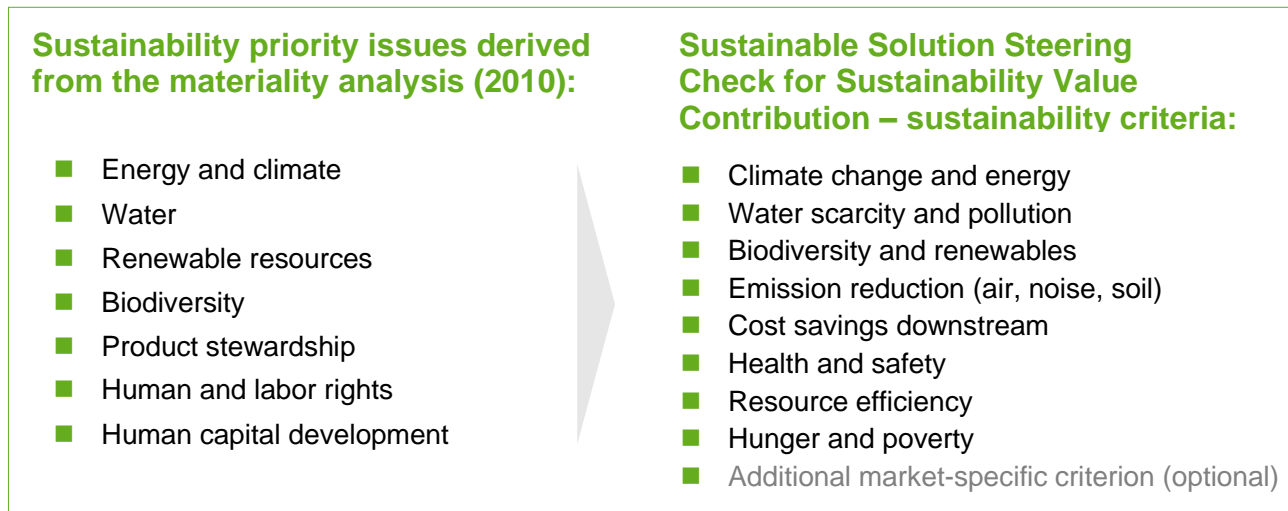 Sustainability priority issues derived
from the materiality analysis (2010):
Energy and climate
Water
Renewable resources
Biodiversity
Product stewardship
Human and labor rights
Human capital development
Sustainable Solution Steering
Check for Sustainability Value
Contribution – sustainability criteria:
Climate change and energy
Water scarcity and pollution
Biodiversity and renewables
Emission reduction (air, noise, soil)
Cost savings downstream
Health and safety
Resource efficiency
Hunger and poverty
Additional market-specific criterion (optional)